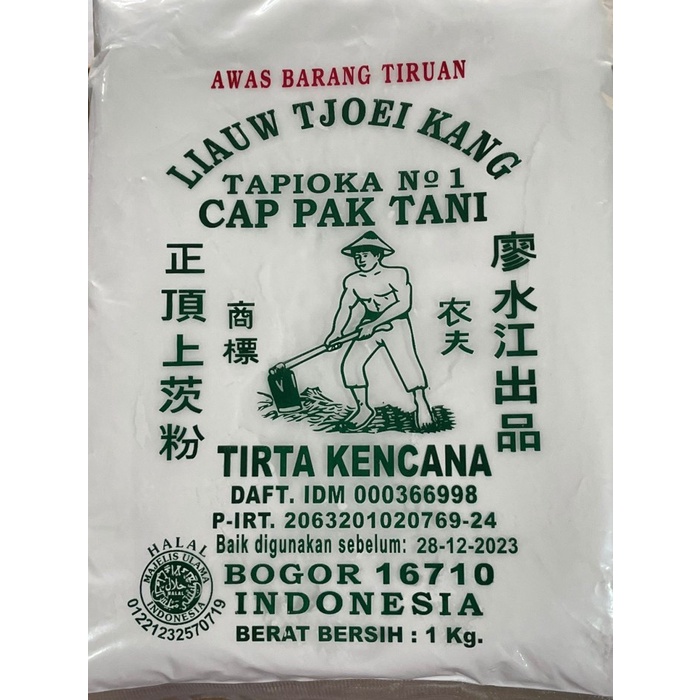 AWAS BARANG TIRUAN
LIAUW TJOEI KANG
TAPIOKA № 1
CAP PAK TANI
正頂上茨粉
商標
农夫
廖水江出品
TIRTA KENCANA
DAFT. IDM 000366998
P-IRT. 2063201020769-24
Baik digunakan sebelum: 28-12-2023
HALAL
MAJELIS ULAMA
حلال
HALAL
INDONESIA
01221232570719
BOGOR 16710
INDONESIA
BERAT BERSIH : 1 Kg.